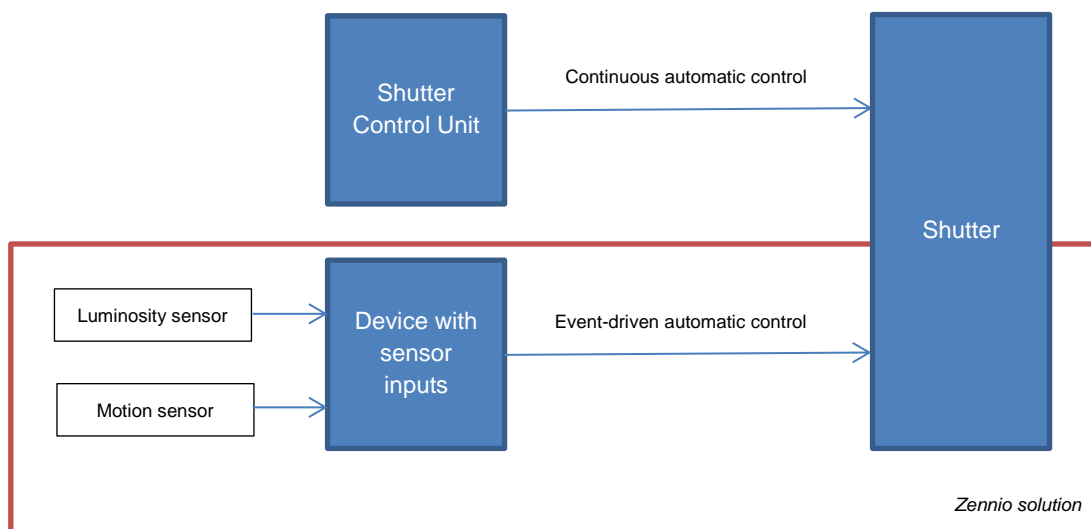 Shutter
Control Unit
Continuous automatic control
Shutter
Luminosity sensor
Motion sensor
Device with
sensor
inputs
Event-driven automatic control
Zennio solution